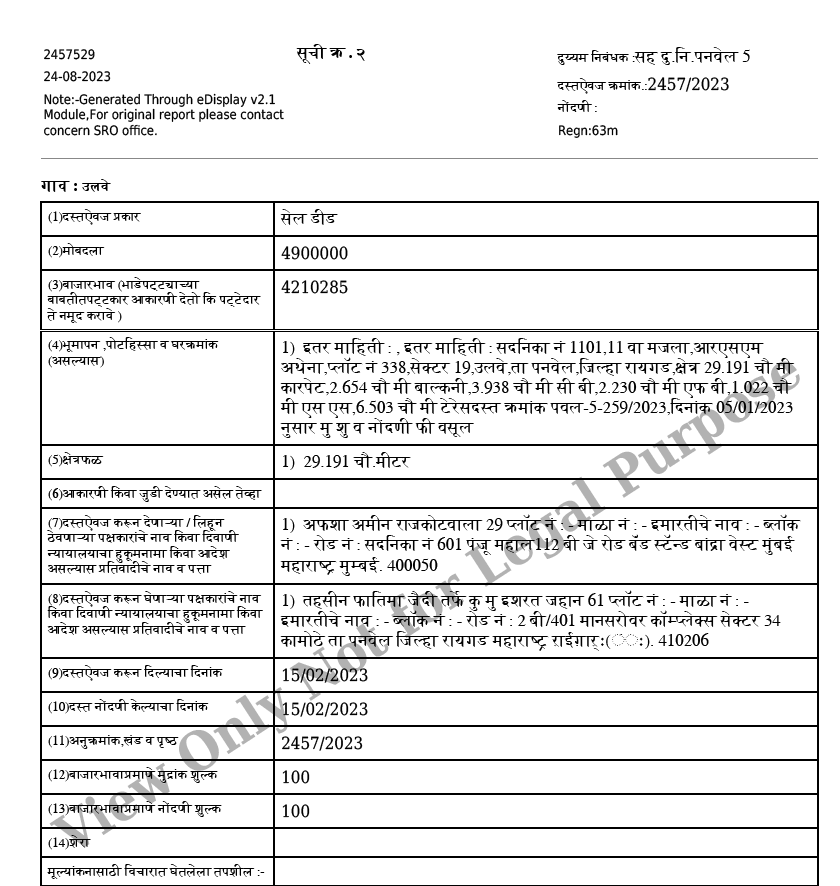 2457529
सूची क्र.२
दुय्यम निबंधक :सह दु.नि.पनवेल 5
24-08-2023
दस्तऐवज क्रमांक.:2457/2023
Note:-Generated Through eDisplay v2.1
Module,For original report please contact
concern SRO office.
नोंदणी :
Regn:63m
गाव : उलवे
(1)दस्तऐवज प्रकार
सेल डीड
(2)मोबदला
4900000
(3)बाजारभाव (भाडेपट्टयाच्या
बाबतीतपट्टकार आकारणी देतो कि पट्टेदार
ते नमूद करावे )
4210285
(4)भूमापन ,पोटहिस्सा व घरक्रमांक
(असल्यास)
1) इतर माहिती : , इतर माहिती : सदनिका नं 1101,11 वा मजला,आरएसएम
अथेना,प्लॉट नं 338,सेक्टर 19,उलवे,ता पनवेल,जिल्हा रायगड,क्षेत्र 29.191 चौ मी
कारपेट,2.654 चौ मी बाल्कनी,3.938 चौ मी सी बी,2.230 चौ मी एफ बी,1.022 चौ
मी एस एस,6.503 चौ मी टेरेसदस्त क्रमांक पवल-5-259/2023,दिनांक 05/01/2023
नुसार मु शु व नोंदणी फी वसूल
(5)क्षेत्रफळ
1) 29.191 चौ.मीटर
(6)आकारणी किंवा जुडी देण्यात असेल तेव्हा
(7)दस्तऐवज करून देणाऱ्या / लिहून
ठेवणाऱ्या पक्षकारांचे नाव किंवा दिवाणी
न्यायालयाचा हुकूमनामा किंवा आदेश
असल्यास प्रतिवादीचे नाव व पत्ता
1) अफशा अमीन राजकोटवाला 29 प्लॉट नं : - माळा नं : - इमारतीचे नाव : - ब्लॉक
नं : - रोड नं : सदनिका नं 601 पंजू महाल112 बी जे रोड बँड स्टॅन्ड बांद्रा वेस्ट मुंबई
महाराष्ट्र मुम्बई. 400050
(8)दस्तऐवज करून घेणाऱ्या पक्षकारांचे नाव
किंवा दिवाणी न्यायालयाचा हुकूमनामा किंवा
आदेश असल्यास प्रतिवादीचे नाव व पत्ता
1) तहसीन फातिमा जैदी तर्फे कु मु इशरत जहान 61 प्लॉट नं : - माळा नं : -
इमारतीचे नाव : - ब्लॉक नं : - रोड नं : 2 बी/401 मानसरोवर कॉम्प्लेक्स सेक्टर 34
कामोठे ता पनवेल जिल्हा रायगड महाराष्ट्र 410206
(9)दस्तऐवज करून दिल्याचा दिनांक
15/02/2023
(10)दस्त नोंदणी केल्याचा दिनांक
15/02/2023
(11)अनुक्रमांक,खंड व पृष्ठ
2457/2023
(12)बाजारभावाप्रमाणे मुद्रांक शुल्क
100
(13)बाजारभावाप्रमाणे नोंदणी शुल्क
100
(14)शेरा
मूल्यांकनासाठी विचारात घेतलेला तपशील :-
View Only Not for Legal Purpose